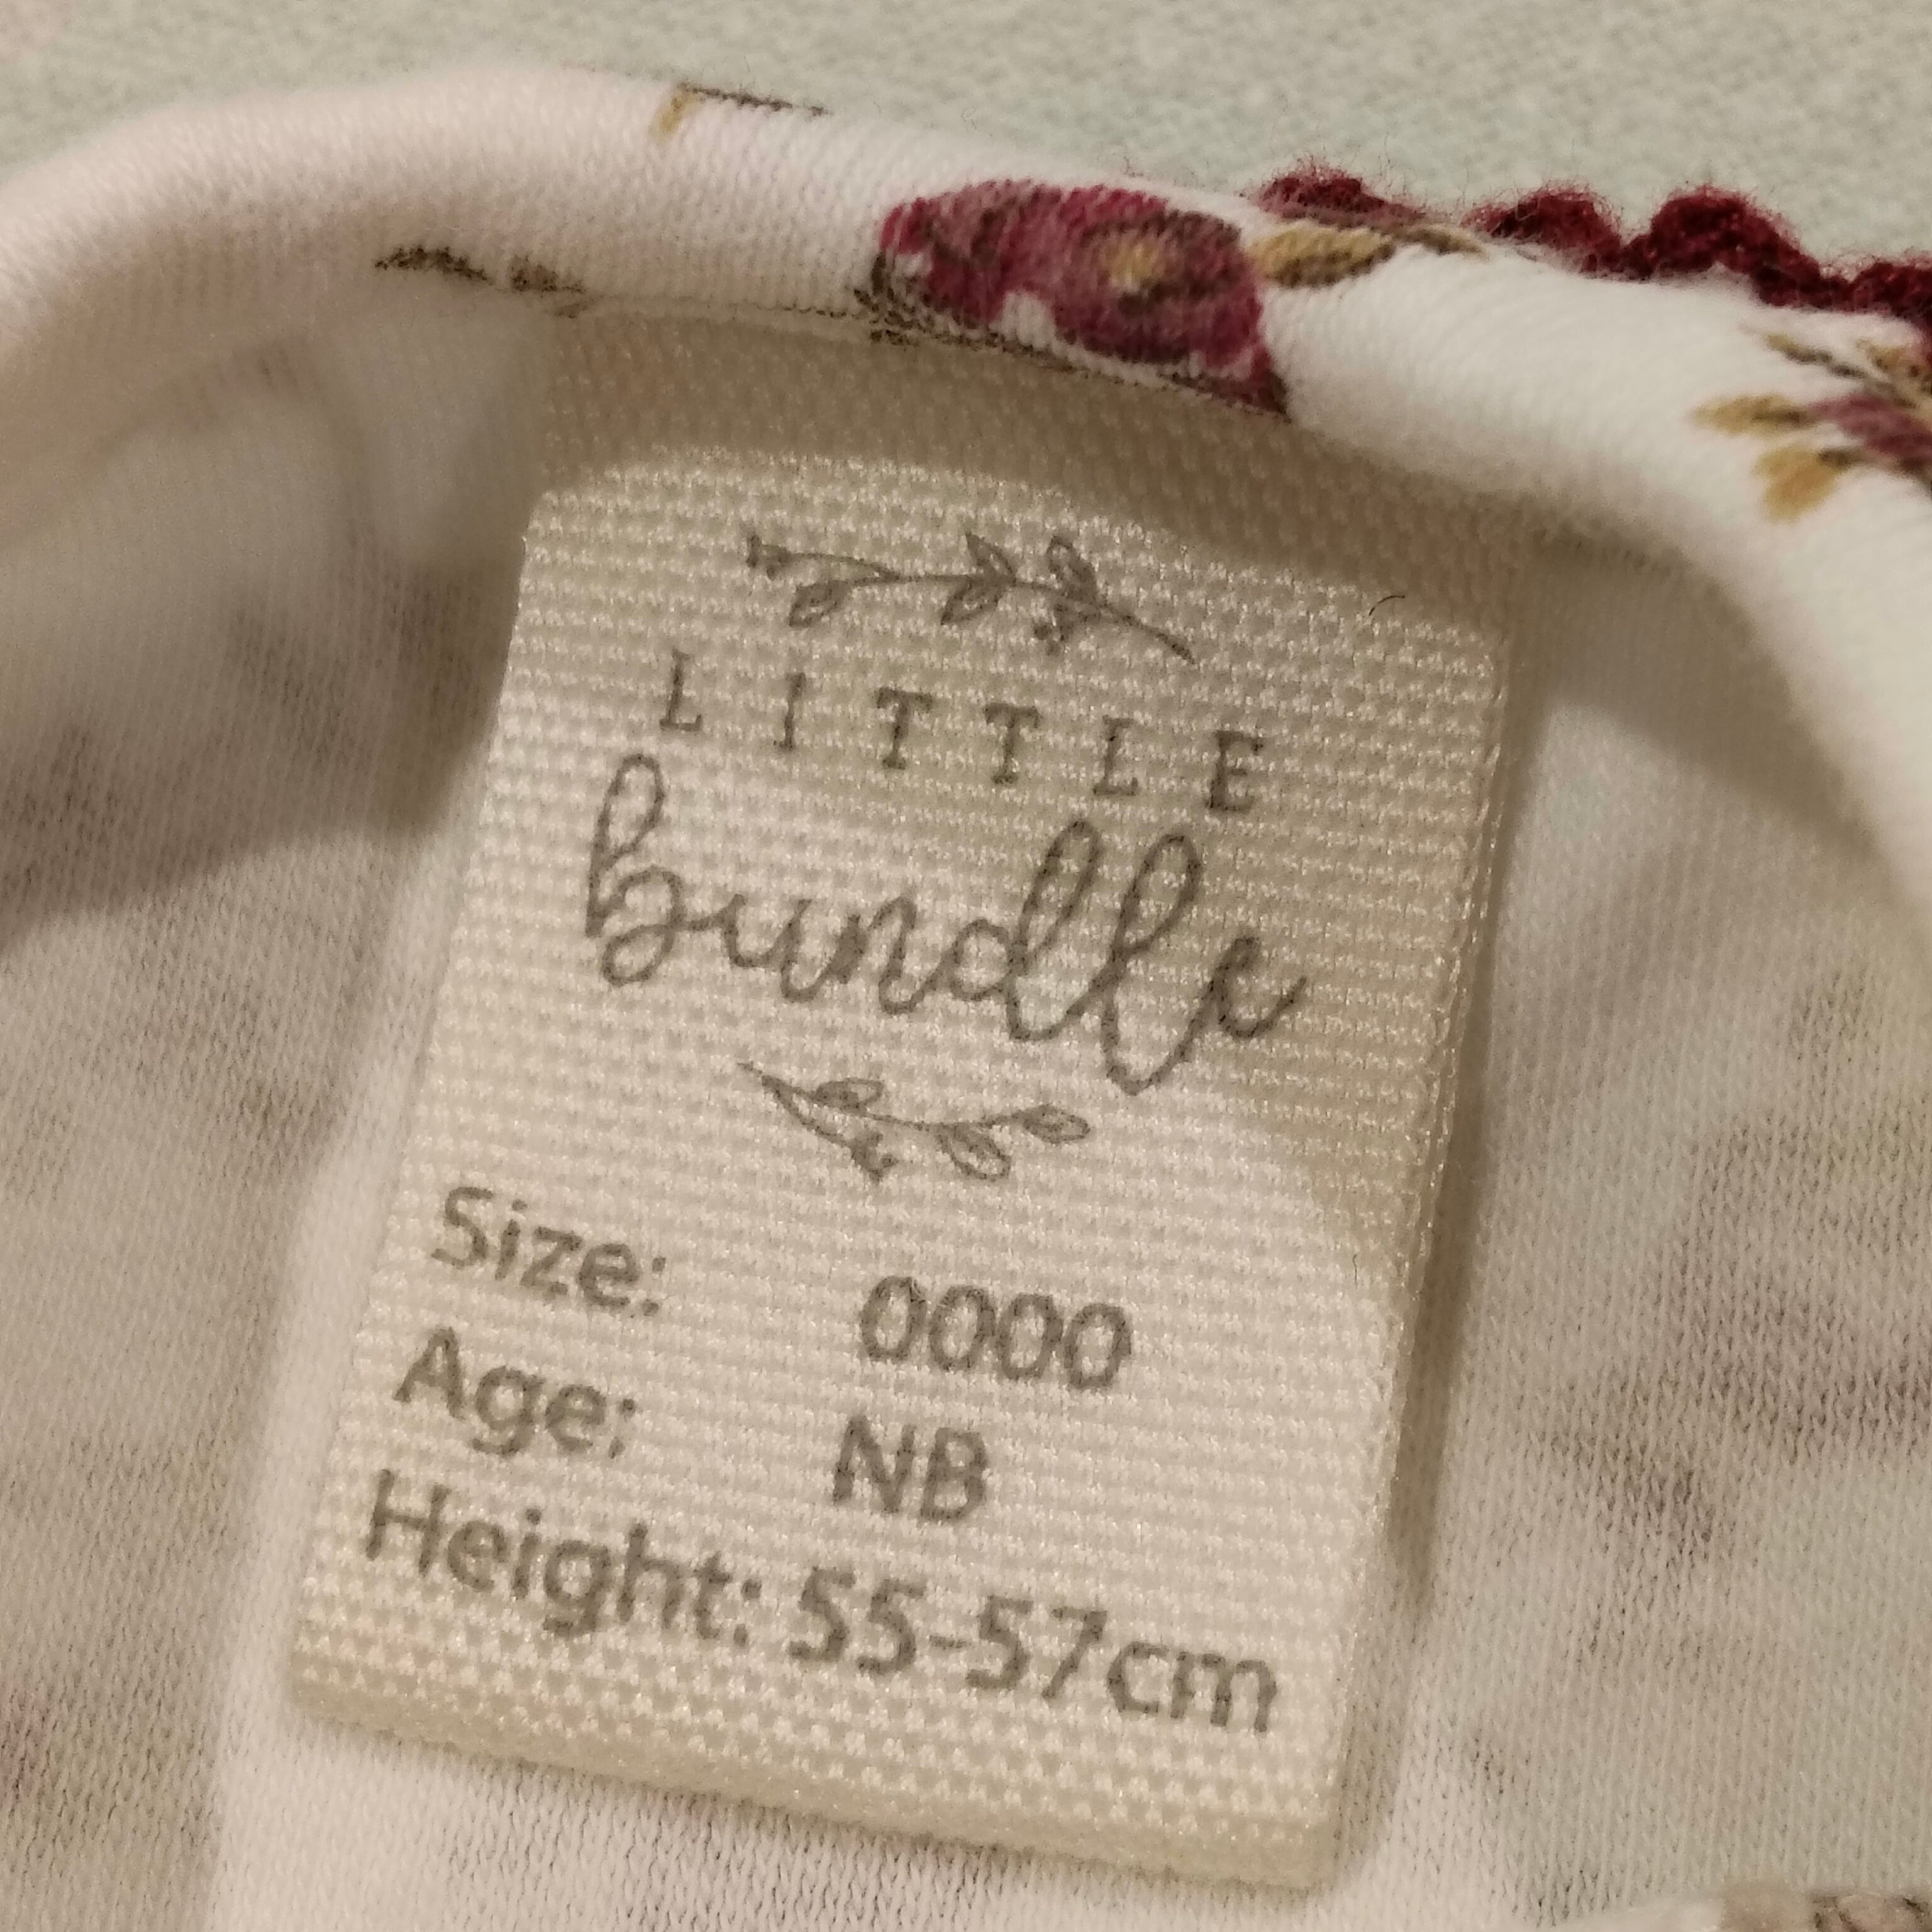 LITTLE
bundle
Size: 0000
Age: NB
Height: 55-57cm